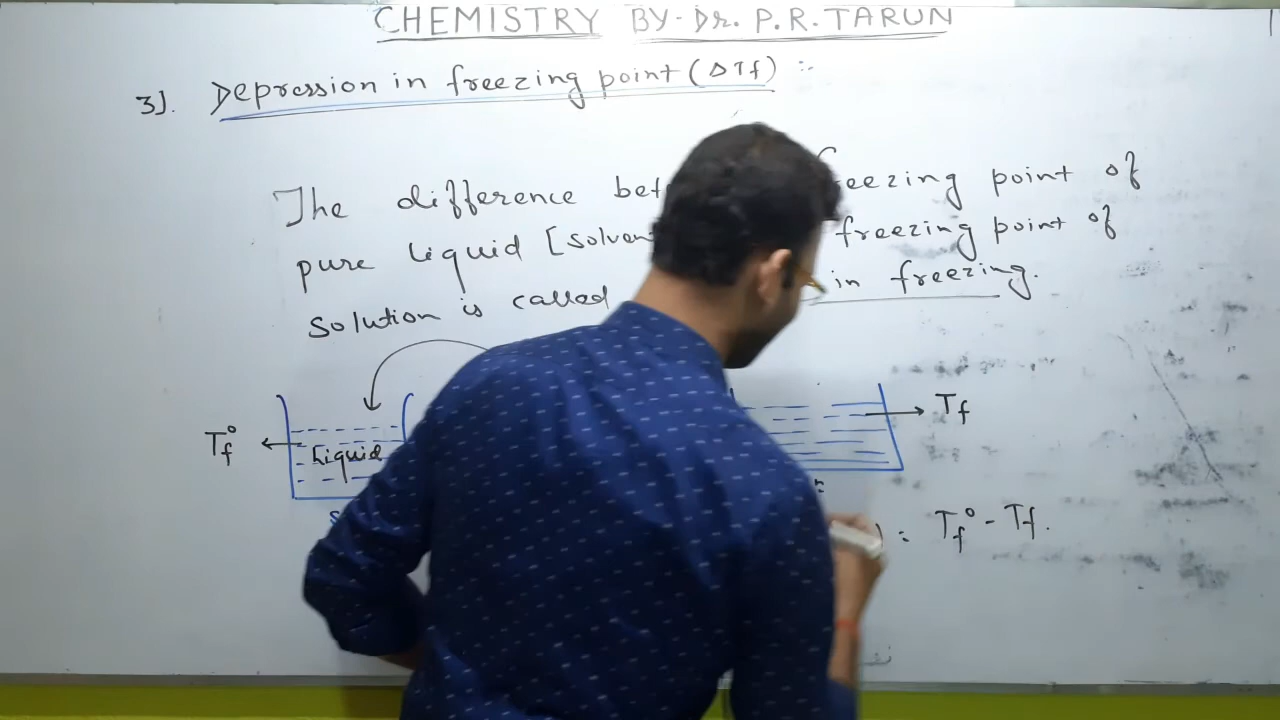 CHEMISTRY BY- Dr. P.R. TARUN
3]. Depression in freezing point (ΔTf) :-
The difference bet eezing point of
pure liquid [solven freezing point of
solution is called in freezing.
Tf
Tf°
Liquid
) = Tf° - Tf.